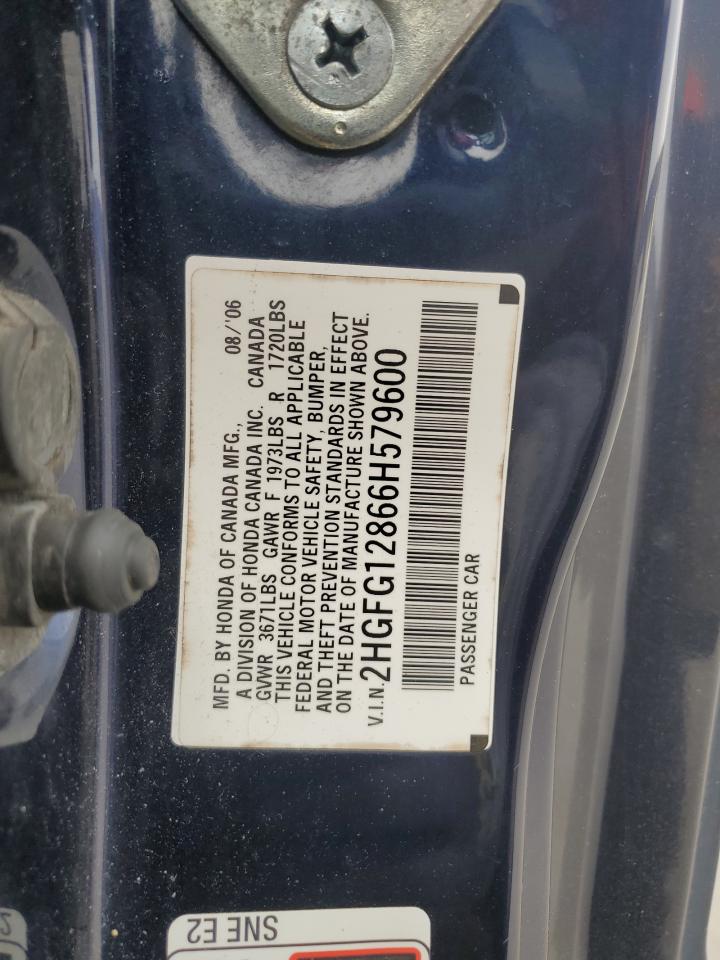 MFD. BY HONDA OF CANADA MFG., 08/'06
A DIVISION OF HONDA CANADA INC. CANADA
GVWR 3671LBS GAWR F 1973LBS R 1720LBS
THIS VEHICLE CONFORMS TO ALL APPLICABLE
FEDERAL MOTOR VEHICLE SAFETY, BUMPER,
AND THEFT PREVENTION STANDARDS IN EFFECT
ON THE DATE OF MANUFACTURE SHOWN ABOVE.
V.I.N. 2HGFG12866H579600
PASSENGER CAR
SNE E2